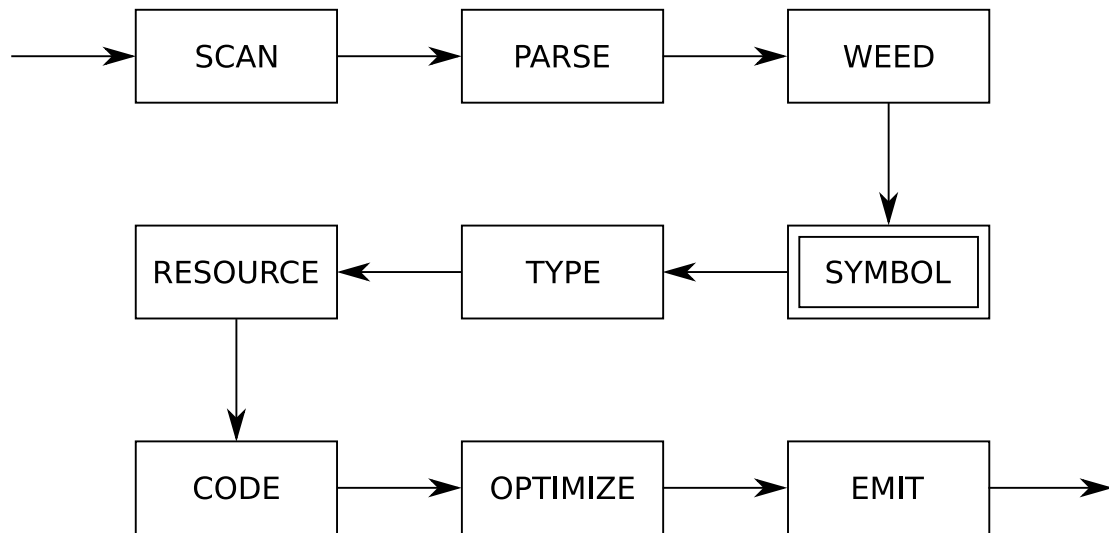 SCAN
PARSE
WEED
RESOURCE
TYPE
SYMBOL
CODE
OPTIMIZE
EMIT